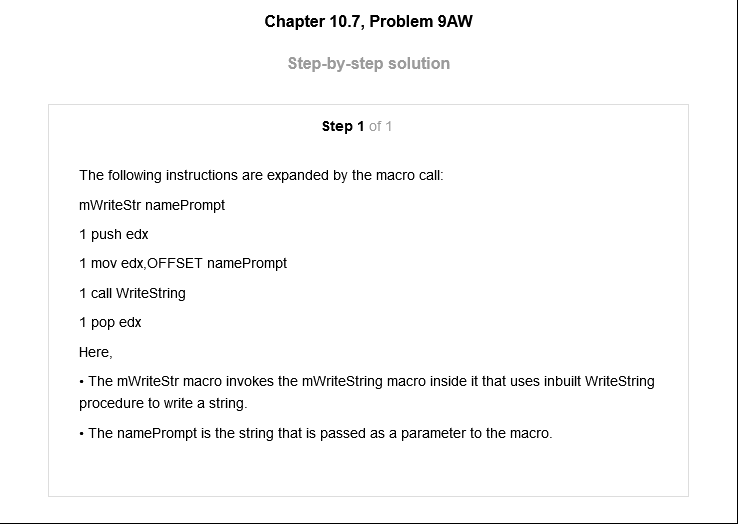 Chapter 10.7, Problem 9AW
Step-by-step solution
Step 1 of 1
The following instructions are expanded by the macro call:
mWriteStr namePrompt
1 push edx
1 mov edx,OFFSET namePrompt
1 call WriteString
1 pop edx
Here,
• The mWriteStr macro invokes the mWriteString macro inside it that uses inbuilt WriteString
procedure to write a string.
• The namePrompt is the string that is passed as a parameter to the macro.